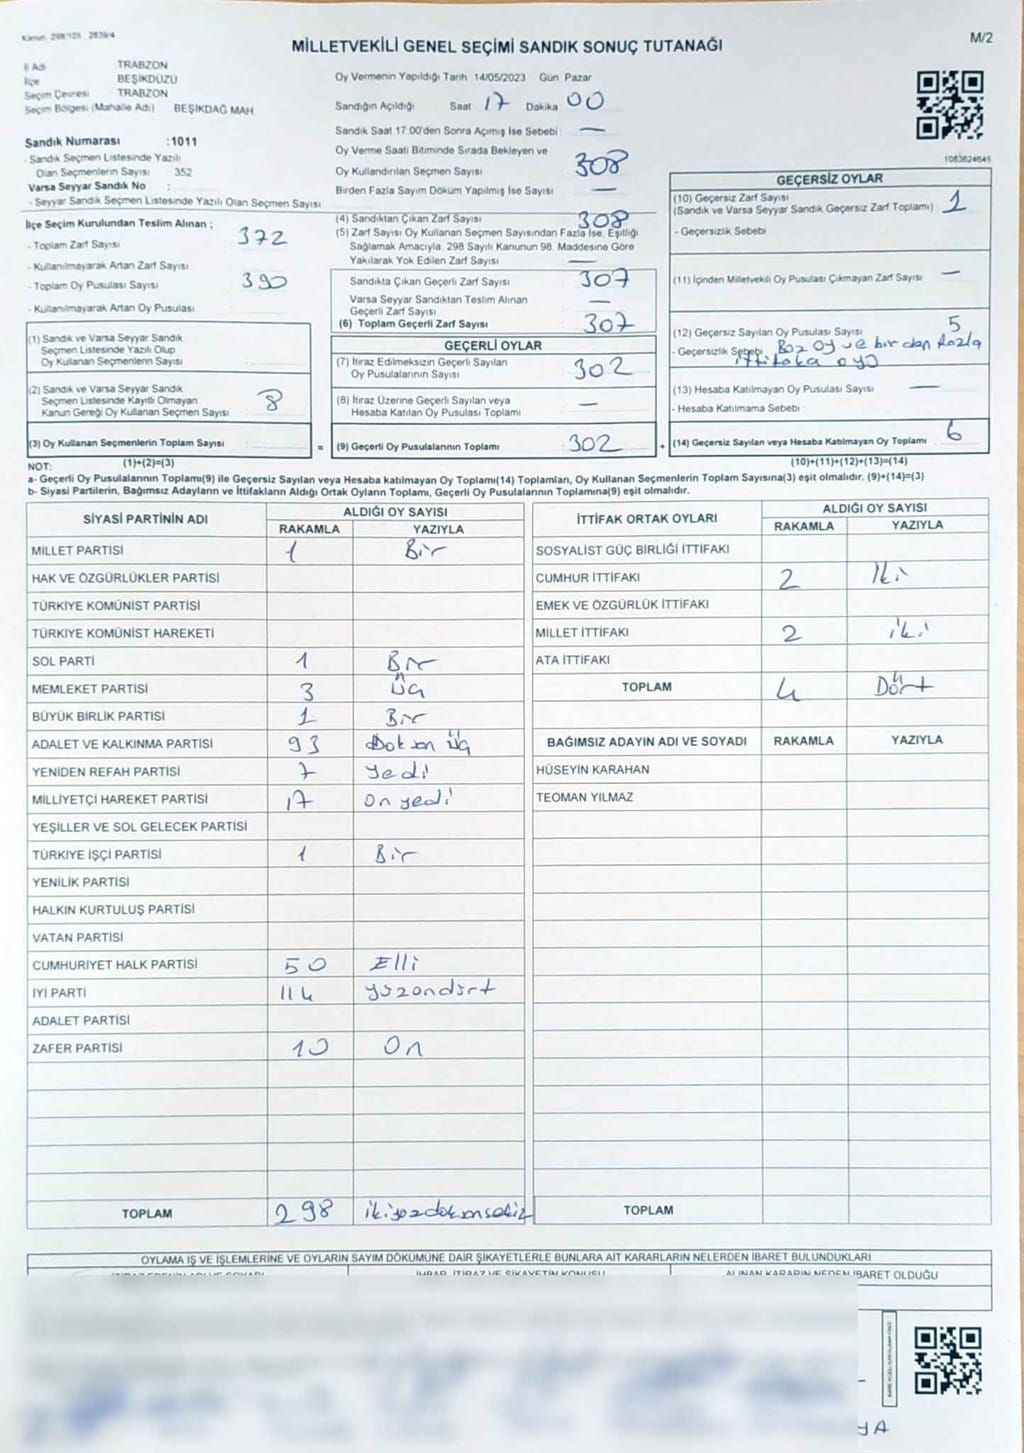 Kanun: 298/105 : 2839/4
MİLLETVEKİLİ GENEL SEÇİMİ SANDIK SONUÇ TUTANAĞI
M/2
İl Adı TRABZON
İlçe BEŞİKDÜZÜ
Seçim Çevresi TRABZON
Seçim Bölgesi (Mahalle Adı) BEŞİKDAĞ MAH
Sandık Numarası :1011
- Sandık Seçmen Listesinde Yazılı
Olan Seçmenlerin Sayısı 352
Varsa Seyyar Sandık No :
- Seyyar Sandık Seçmen Listesinde Yazılı Olan Seçmen Sayısı
Oy Vermenin Yapıldığı Tarih :14/05/2023 Gün: Pazar
Sandığın Açıldığı Saat 17 Dakika 00
Sandık Saat 17:00'den Sonra Açımış İse Sebebi : —
Oy Verme Saati Bitiminde Sırada Bekleyen ve
Oy Kullandırılan Seçmen Sayısı 308
Birden Fazla Sayım Döküm Yapılmış İse Sayısı —
1083624645
İlçe Seçim Kurulundan Teslim Alınan ;
- Toplam Zarf Sayısı 372
- Kullanılmayarak Artan Zarf Sayısı
- Toplam Oy Pusulası Sayısı 390
- Kullanılmayarak Artan Oy Pusulası
(1) Sandık ve Varsa Seyyar Sandık
Seçmen Listesinde Yazılı Olup
Oy Kullanan Seçmenlerin Sayısı
(2) Sandık ve Varsa Seyyar Sandık
Seçmen Listesinde Kayıtlı Olmayan
Kanun Gereği Oy Kullanan Seçmen Sayısı 8
(3) Oy Kullanan Seçmenlerin Toplam Sayısı =
(4) Sandıktan Çıkan Zarf Sayısı 308
(5) Zarf Sayısı Oy Kullanan Seçmen Sayısından Fazla İse, Eşitliği
Sağlamak Amacıyla, 298 Sayılı Kanunun 98. Maddesine Göre
Yakılarak Yok Edilen Zarf Sayısı —
Sandıkta Çıkan Geçerli Zarf Sayısı 307
Varsa Seyyar Sandıktan Teslim Alınan
Geçerli Zarf Sayısı —
(6) Toplam Geçerli Zarf Sayısı 307
GEÇERLİ OYLAR
(7) İtiraz Edilmeksizin Geçerli Sayılan
Oy Pusulalarının Sayısı 302
(8) İtiraz Üzerine Geçerli Sayılan veya
Hesaba Katılan Oy Pusulası Toplamı —
(9) Geçerli Oy Pusulalarının Toplamı 302 +
GEÇERSİZ OYLAR
(10) Geçersiz Zarf Sayısı
(Sandık ve Varsa Seyyar Sandık Geçersiz Zarf Toplamı) 1
- Geçersizlik Sebebi
(11) İçinden Milletvekili Oy Pusulası Çıkmayan Zarf Sayısı —
(12) Geçersiz Sayılan Oy Pusulası Sayısı 5
- Geçersizlik Sebebi Boş oy ve birden fazla
ittifaka oy
(13) Hesaba Katılmayan Oy Pusulası Sayısı —
- Hesaba Katılmama Sebebi :
(14) Geçersiz Sayılan veya Hesaba Katılmayan Oy Toplamı 6
NOT: (1)+(2)=(3) (10)+(11)+(12)+(13)=(14)
a- Geçerli Oy Pusulalarının Toplamı(9) ile Geçersiz Sayılan veya Hesaba Katılmayan Oy Toplamı(14) Toplamları, Oy Kullanan Seçmenlerin Toplam Sayısına(3) eşit olmalıdır. (9)+(14)=(3)
b- Siyasi Partilerin, Bağımsız Adayların ve İttifakların Aldığı Ortak Oyların Toplamı, Geçerli Oy Pusulalarının Toplamına(9) eşit olmalıdır.
SİYASİ PARTİNİN ADI ALDIĞI OY SAYISI
RAKAMLA YAZIYLA
MİLLET PARTİSİ 1 Bir
HAK VE ÖZGÜRLÜKLER PARTİSİ
TÜRKİYE KOMÜNİST PARTİSİ
TÜRKİYE KOMÜNİST HAREKETİ
SOL PARTİ 1 Bir
MEMLEKET PARTİSİ 3 Üç
BÜYÜK BİRLİK PARTİSİ 1 Bir
ADALET VE KALKINMA PARTİSİ 93 Doksan üç
YENİDEN REFAH PARTİSİ 7 Yedi
MİLLİYETÇİ HAREKET PARTİSİ 17 On yedi
YEŞİLLER VE SOL GELECEK PARTİSİ
TÜRKİYE İŞÇİ PARTİSİ 1 Bir
YENİLİK PARTİSİ
HALKIN KURTULUŞ PARTİSİ
VATAN PARTİSİ
CUMHURİYET HALK PARTİSİ 50 Elli
İYİ PARTİ 114 yüzondört
ADALET PARTİSİ
ZAFER PARTİSİ 10 On
TOPLAM 298 ikiyüzdoksansekiz
İTTİFAK ORTAK OYLARI ALDIĞI OY SAYISI
RAKAMLA YAZIYLA
SOSYALİST GÜÇ BİRLİĞİ İTTİFAKI
CUMHUR İTTİFAKI 2 İki
EMEK VE ÖZGÜRLÜK İTTİFAKI
MİLLET İTTİFAKI 2 iki
ATA İTTİFAKI
TOPLAM 4 Dört
BAĞIMSIZ ADAYIN ADI VE SOYADI RAKAMLA YAZIYLA
HÜSEYİN KARAHAN
TEOMAN YILMAZ
TOPLAM
OYLAMA İŞ VE İŞLEMLERİNE VE OYLARIN SAYIM DÖKÜMÜNE DAİR ŞİKAYETLERLE BUNLARA AİT KARARLARIN NELERDEN İBARET BULUNDUKLARI
İHBAR, İTİRAZ VE ŞİKAYETİN KONUSU ALINAN KARARIN NEDEN İBARET OLDUĞU
YA